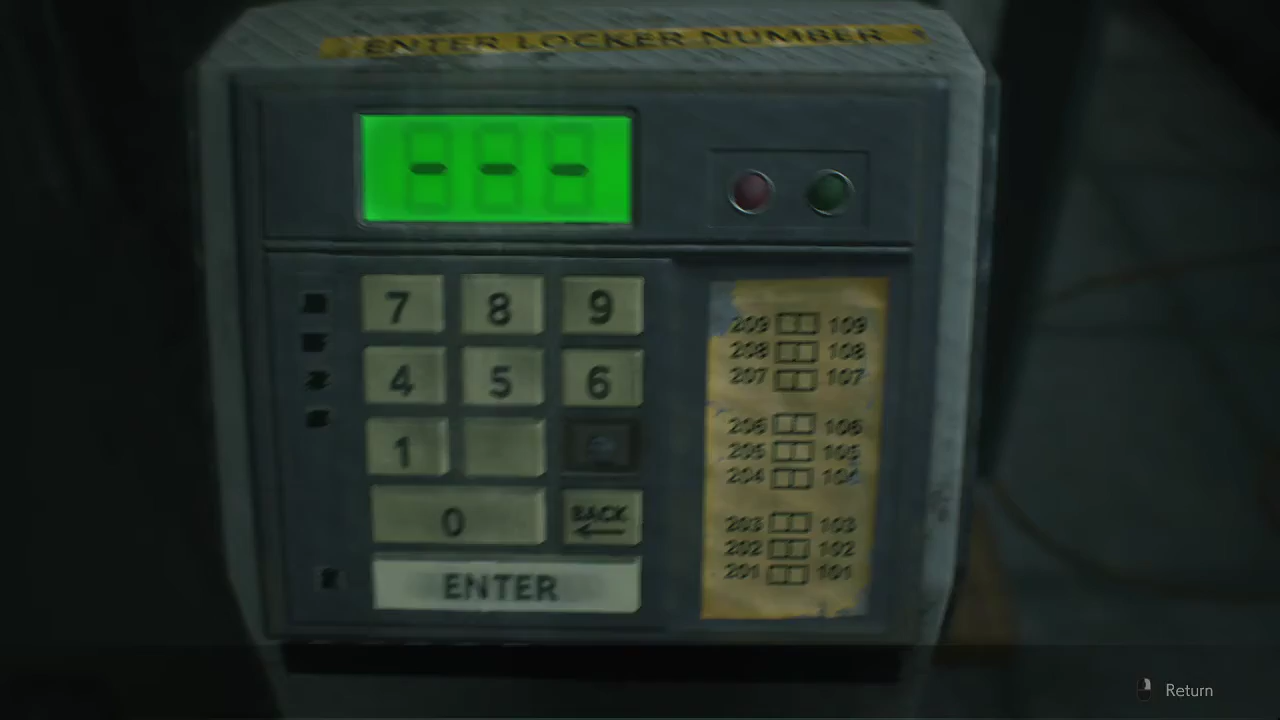 ENTER LOCKER NUMBER
- - -
7 8 9
4 5 6
1
0 BACK
ENTER
209 109
208 108
207 107
206 106
205 105
204 104
203 103
202 102
201 101
Return